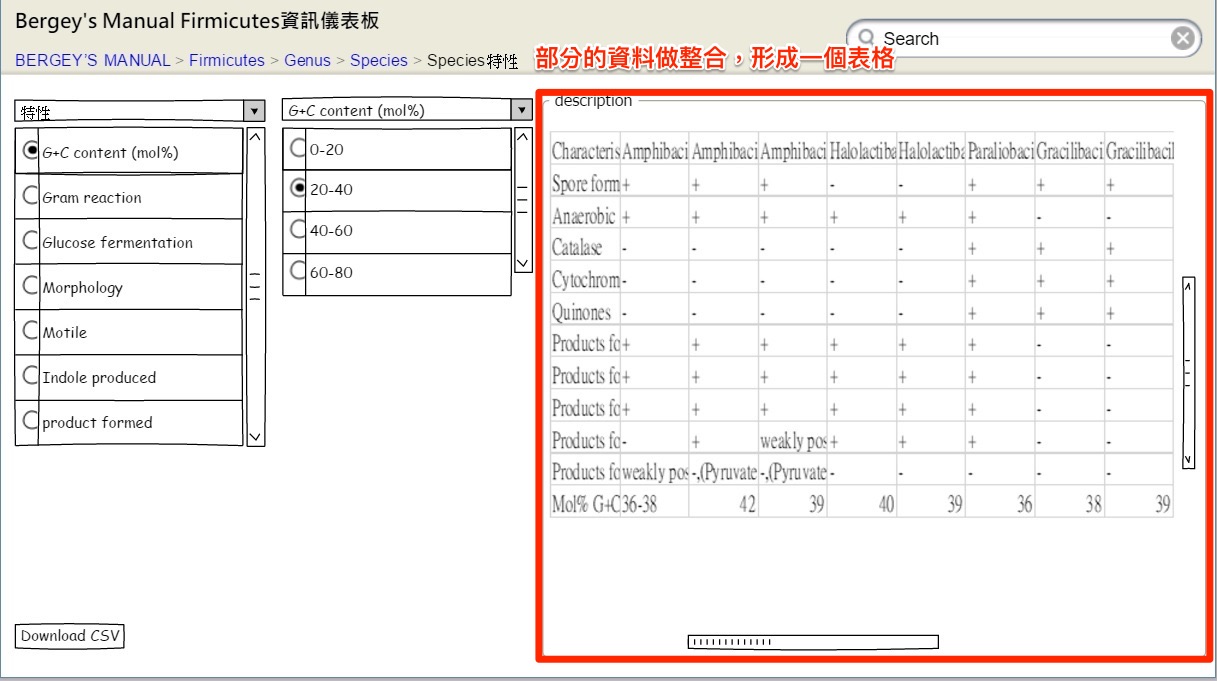 Bergey's Manual Firmicutes資訊儀表板
Search
BERGEY'S MANUAL > Firmicutes > Genus > Species > Species特性
部分的資料做整合，形成一個表格
特性
G+C content (mol%)
Gram reaction
Glucose fermentation
Morphology
Motile
Indole produced
product formed
G+C content (mol%)
0-20
20-40
40-60
60-80
description
Characteris Amphibaci Amphibaci Amphibaci Halolactiba Halolactiba Paraliobaci Gracilibaci Gracilibacil
Spore form + + + - - + + +
Anaerobic + + + + + + - -
Catalase - - - - - + + +
Cytochrom - - - - - + + +
Quinones - - - - - + + +
Products fo + + + + + + - -
Products fo + + + + + + - -
Products fo + + + + + + - -
Products fo - + weakly pos + + + - -
Products fo weakly pos -,(Pyruvate -,(Pyruvate - - - - -
Mol% G+C 36-38 42 39 40 39 36 38 39
Download CSV